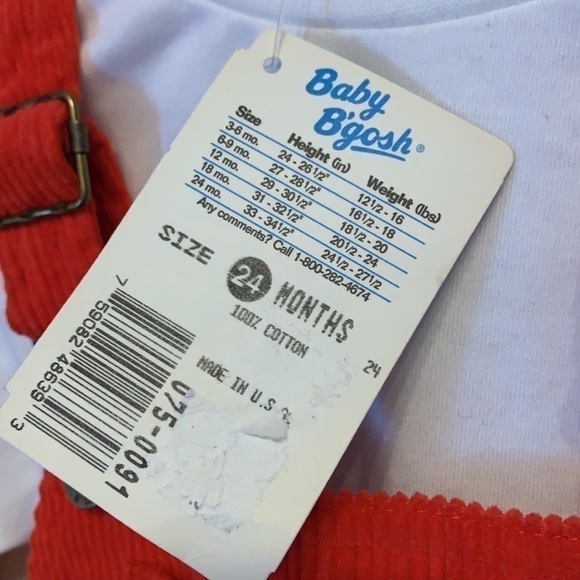 Baby
B'gosh®
Size Height (in) Weight (lbs)
3-6 mo. 24 - 26 1/2" 12 1/2 - 16
6-9 mo. 27 - 28 1/2" 16 1/2 - 18
12 mo. 29 - 30 1/2" 18 1/2 - 20
18 mo. 31 - 32 1/2" 20 1/2 - 24
24 mo. 33 - 34 1/2" 24 1/2 - 27 1/2
Any comments? Call 1-800-282-4674
SIZE 24 MONTHS
100% COTTON
24
MADE IN U.S
075-0091
7 59082 48639 3